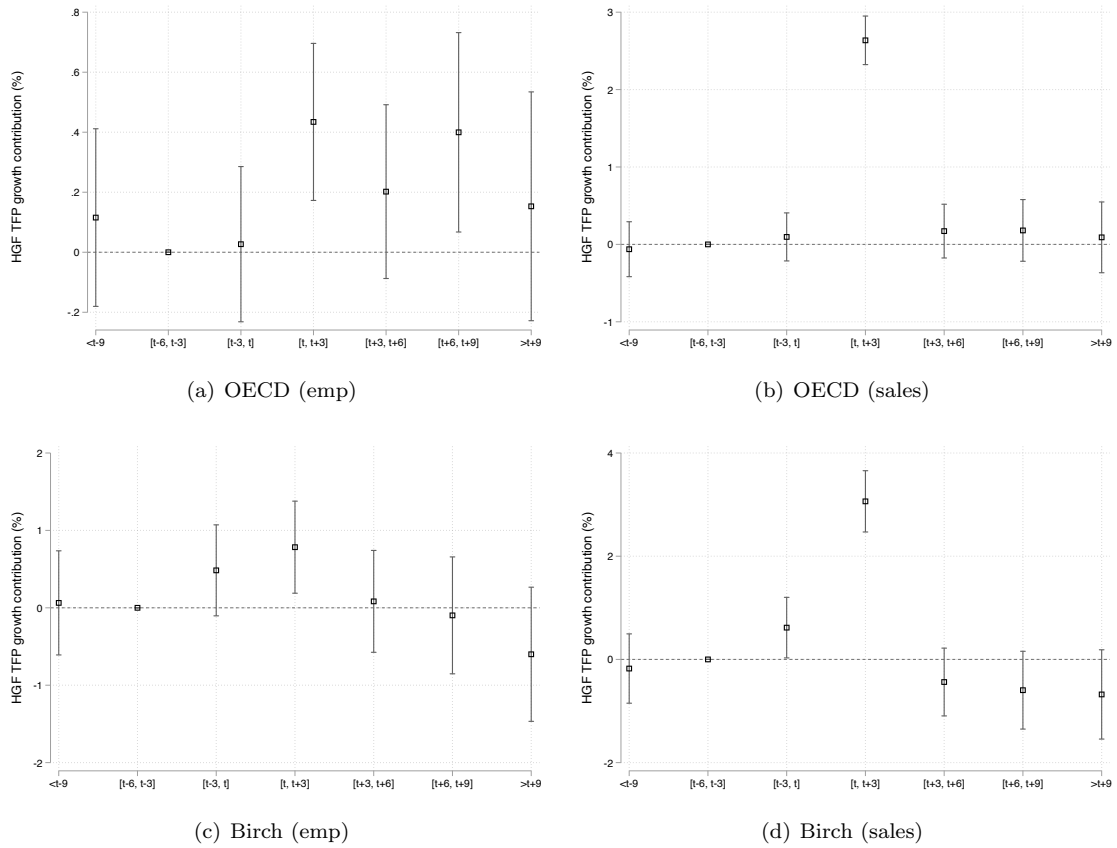 HGF TFP growth contribution (%)
.8
.6
.4
.2
0
-.2
<t-9 [t-6, t-3] [t-3, t] [t, t+3] [t+3, t+6] [t+6, t+9] >t+9
(a) OECD (emp)
HGF TFP growth contribution (%)
3
2
1
0
-1
<t-9 [t-6, t-3] [t-3, t] [t, t+3] [t+3, t+6] [t+6, t+9] >t+9
(b) OECD (sales)
HGF TFP growth contribution (%)
2
1
0
-1
-2
<t-9 [t-6, t-3] [t-3, t] [t, t+3] [t+3, t+6] [t+6, t+9] >t+9
(c) Birch (emp)
HGF TFP growth contribution (%)
4
2
0
-2
<t-9 [t-6, t-3] [t-3, t] [t, t+3] [t+3, t+6] [t+6, t+9] >t+9
(d) Birch (sales)